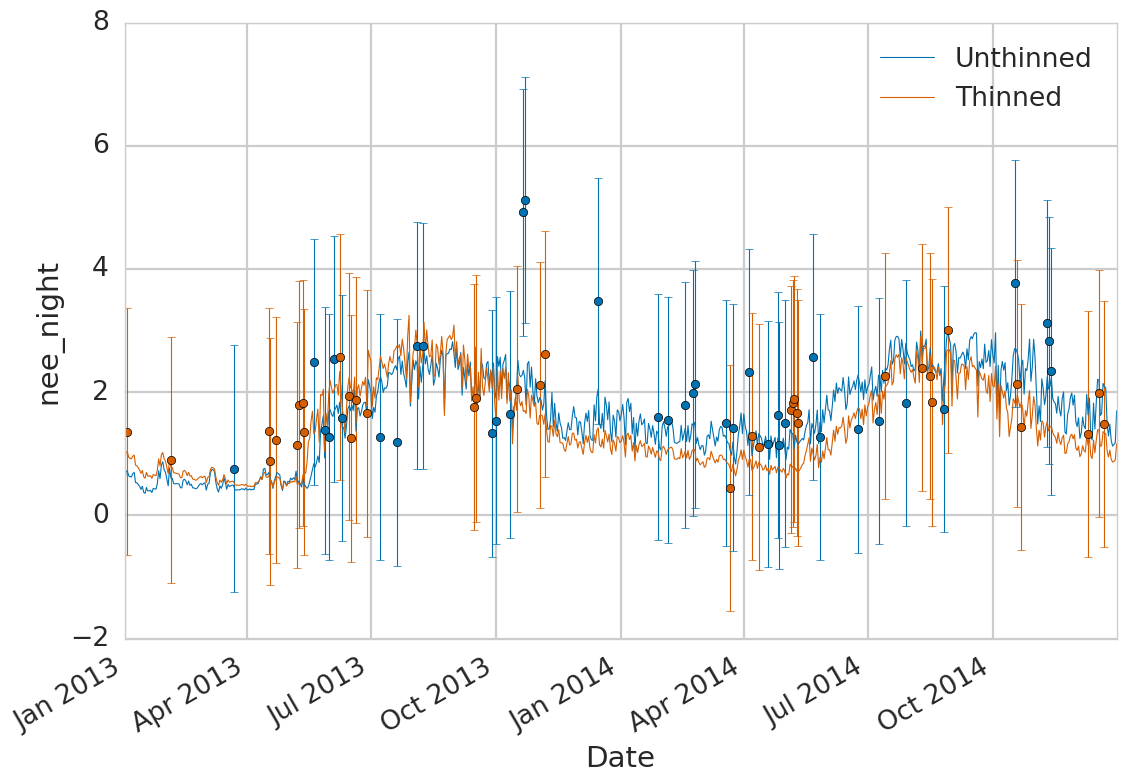 8
6
4
2
0
−2
nee_night
Unthinned
Thinned
Jan 2013
Apr 2013
Jul 2013
Oct 2013
Jan 2014
Apr 2014
Jul 2014
Oct 2014
Date